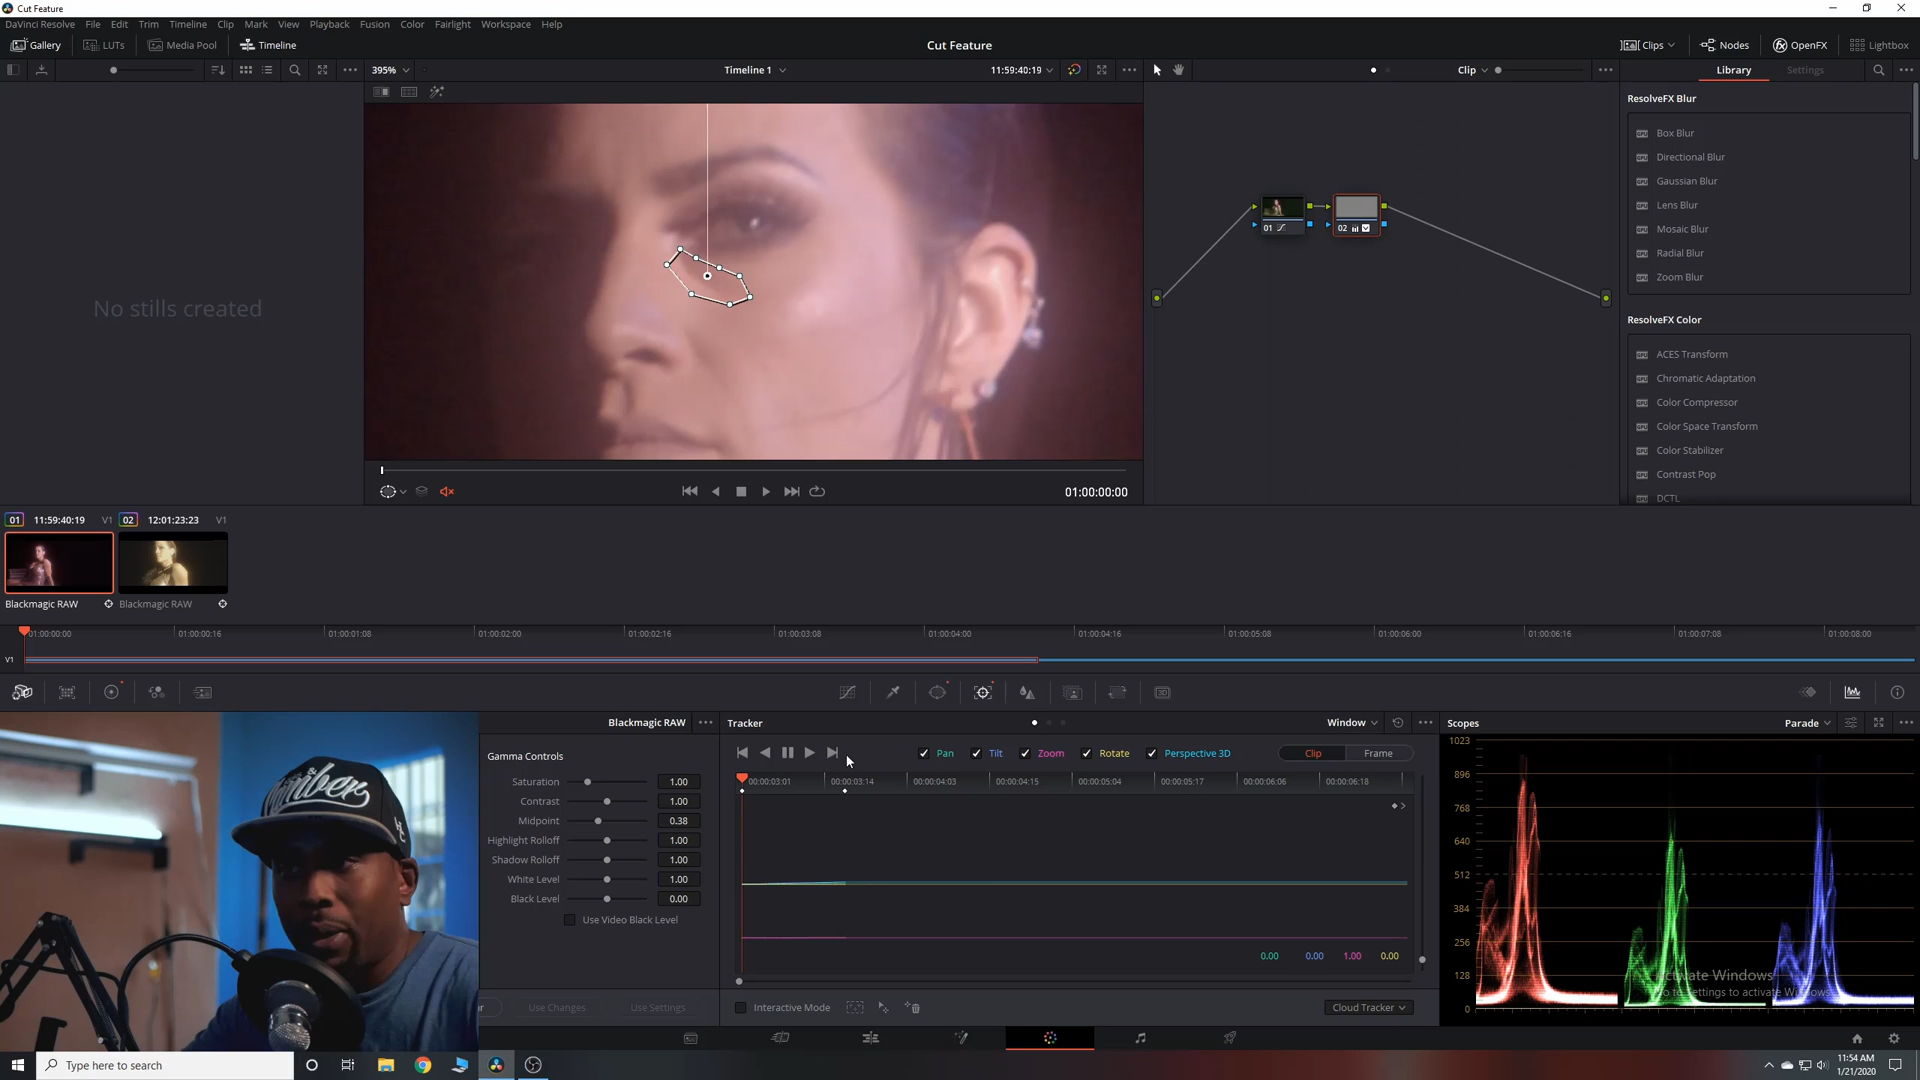 Cut Feature
DaVinci Resolve File Edit Trim Timeline Clip Mark View Playback Fusion Color Fairlight Workspace Help
Gallery LUTs Media Pool Timeline Cut Feature Clips Nodes OpenFX Lightbox
395% Timeline 1 11:59:40:19 Clip Library Settings
ResolveFX Blur
Box Blur
Directional Blur
Gaussian Blur
Lens Blur
Mosaic Blur
Radial Blur
Zoom Blur
01 02
No stills created
ResolveFX Color
ACES Transform
Chromatic Adaptation
Color Compressor
Color Space Transform
Color Stabilizer
Contrast Pop
DCTL
01:00:00:00
01 11:59:40:19 V1 02 12:01:23:23 V1
Blackmagic RAW Blackmagic RAW
01:00:00:00 01:00:00:16 01:00:01:08 01:00:02:00 01:00:02:16 01:00:03:08 01:00:04:00 01:00:04:16 01:00:05:08 01:00:06:00 01:00:06:16 01:00:07:08 01:00:08:00
V1
Blackmagic RAW
Gamma Controls
Saturation 1.00
Contrast 1.00
Midpoint 0.38
Highlight Rolloff 1.00
Shadow Rolloff 1.00
White Level 1.00
Black Level 0.00
Use Video Black Level
Use Changes Use Settings
Tracker Window
Pan Tilt Zoom Rotate Perspective 3D Clip Frame
00:00:03:01 00:00:03:14 00:00:04:03 00:00:04:15 00:00:05:04 00:00:05:17 00:00:06:06 00:00:06:18
0.00 0.00 1.00 0.00
Interactive Mode Cloud Tracker
Scopes Parade
1023
896
768
640
512
384
256
128
0
Activate Windows
Go to Settings to activate Windows.
Type here to search
11:54 AM
1/21/2020